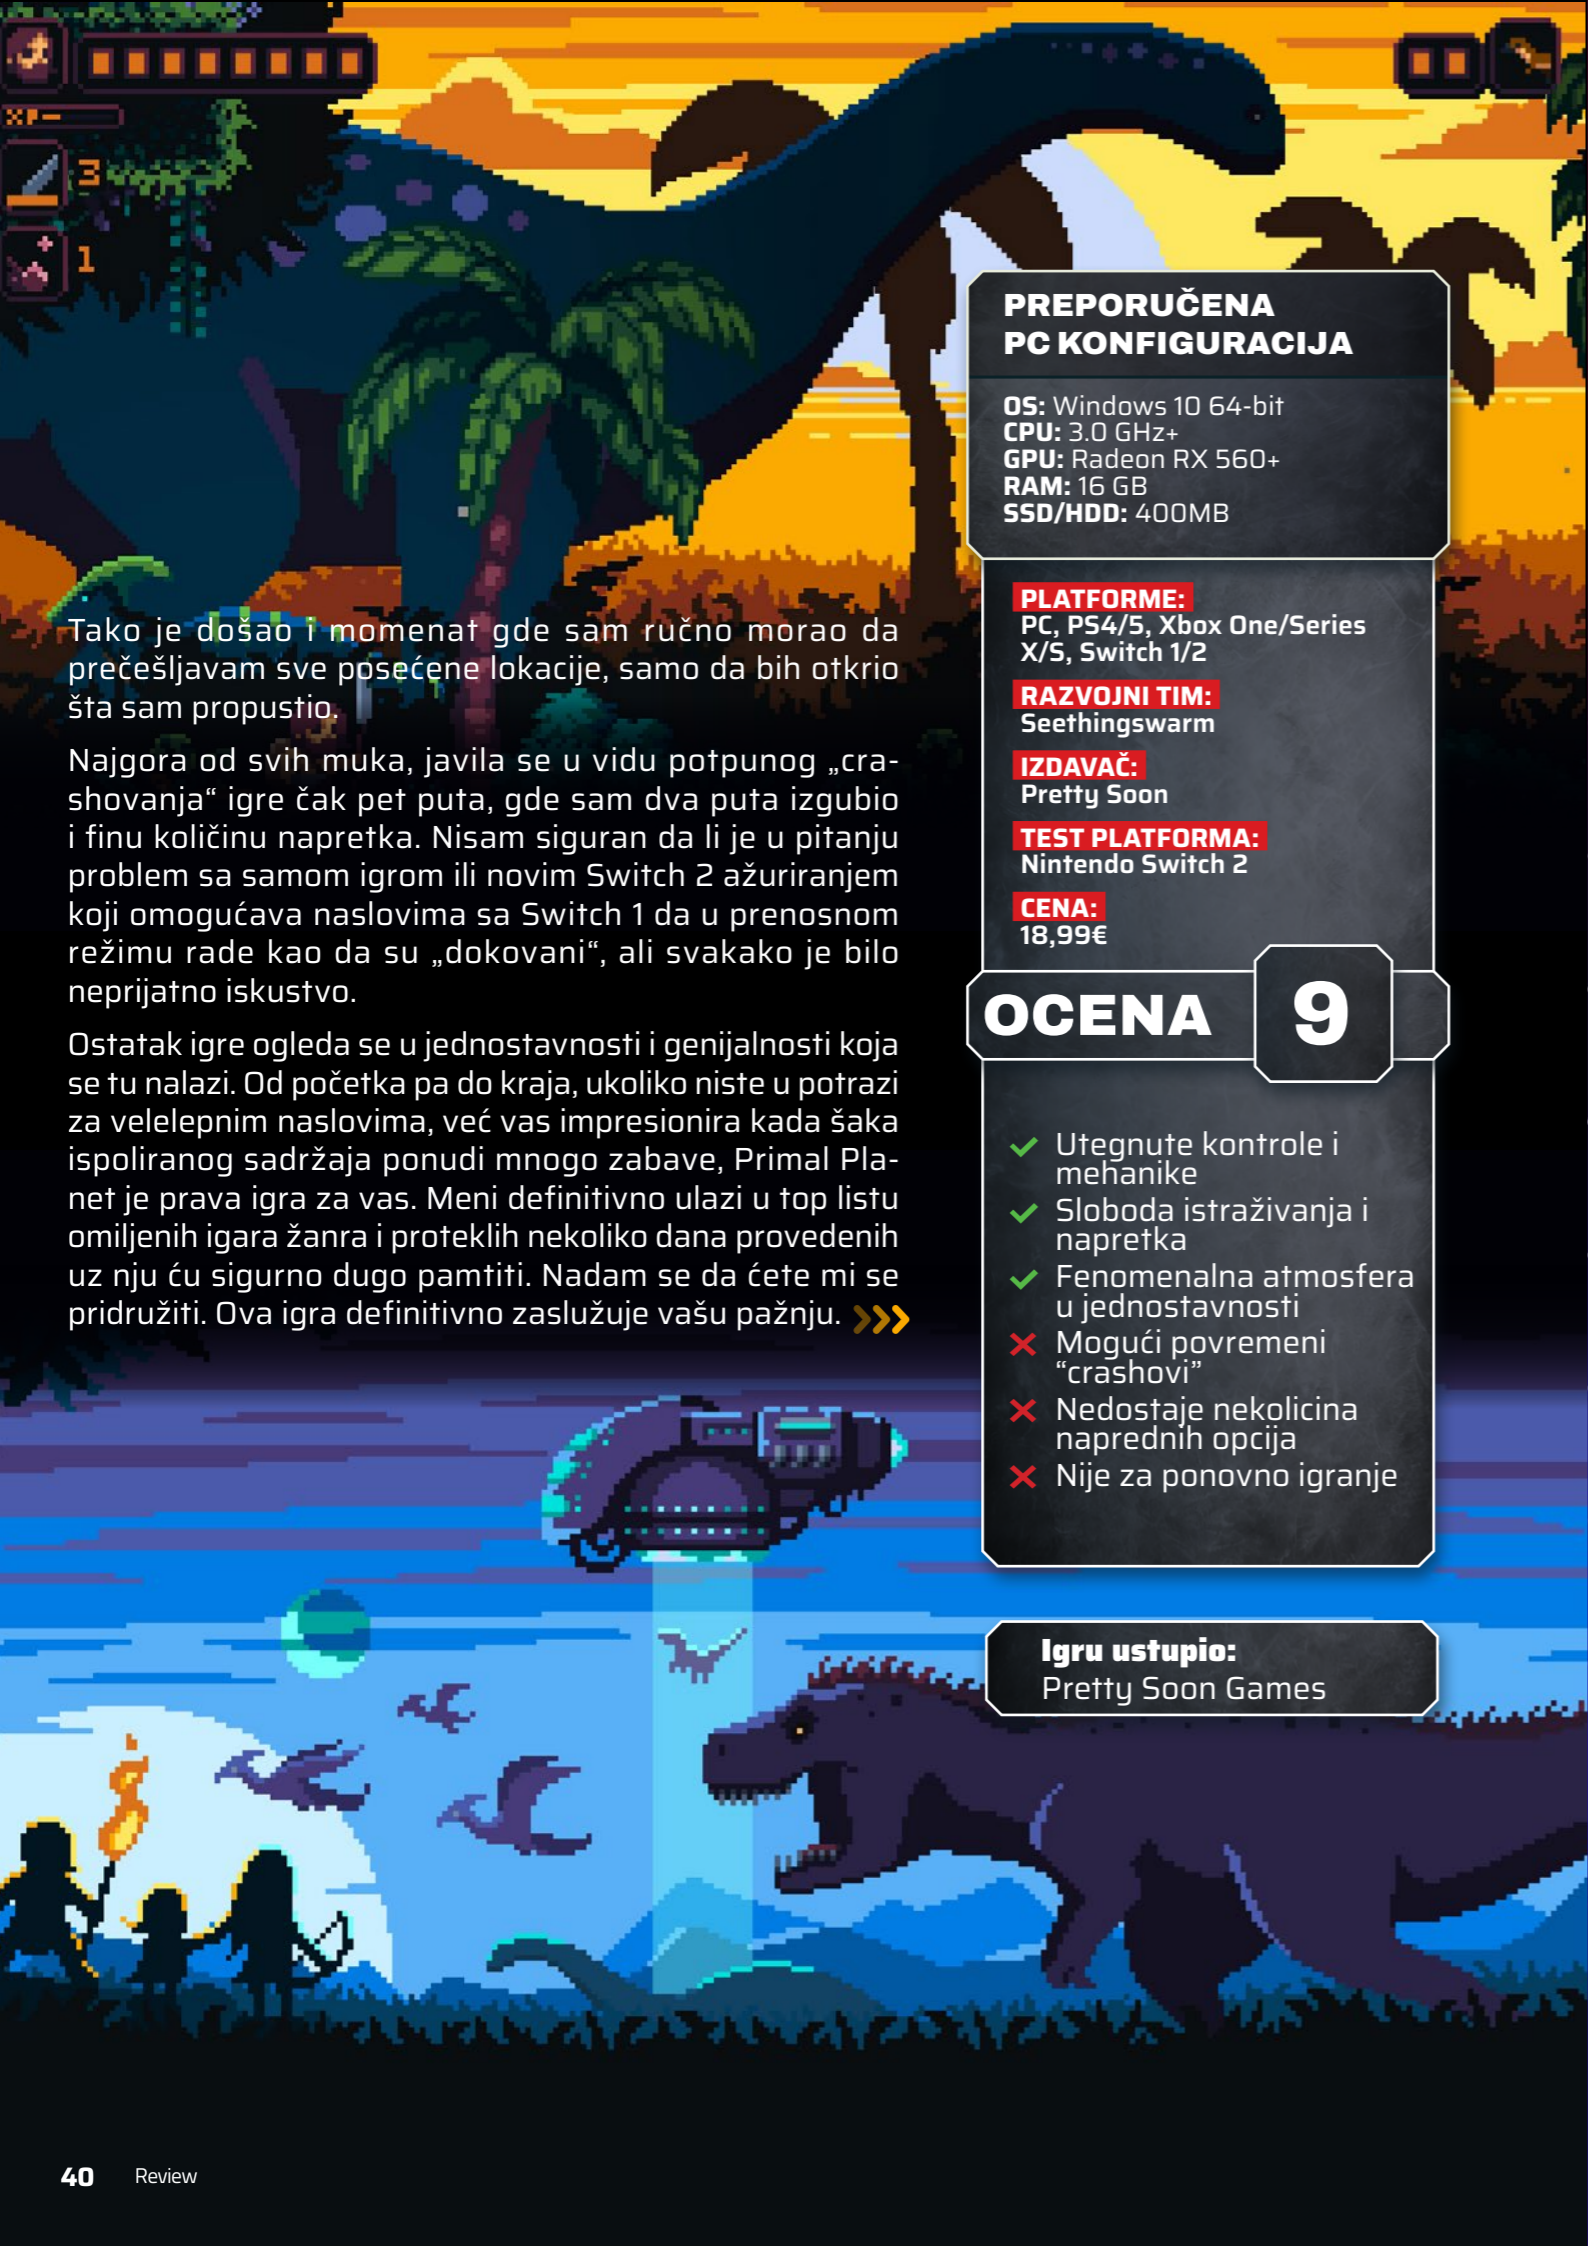 XP
3
1
Tako je došao i momenat gde sam ručno morao da
prečešljavam sve posećene lokacije, samo da bih otkrio
šta sam propustio.
Najgora od svih muka, javila se u vidu potpunog „cra-
shovanja“ igre čak pet puta, gde sam dva puta izgubio
i finu količinu napretka. Nisam siguran da li je u pitanju
problem sa samom igrom ili novim Switch 2 ažuriranjem
koji omogućava naslovima sa Switch 1 da u prenosnom
režimu rade kao da su „dokovani“, ali svakako je bilo
neprijatno iskustvo.
Ostatak igre ogleda se u jednostavnosti i genijalnosti koja
se tu nalazi. Od početka pa do kraja, ukoliko niste u potrazi
za velelepnim naslovima, već vas impresionira kada šaka
ispoliranog sadržaja ponudi mnogo zabave, Primal Pla-
net je prava igra za vas. Meni definitivno ulazi u top listu
omiljenih igara žanra i proteklih nekoliko dana provedenih
uz nju ću sigurno dugo pamtiti. Nadam se da ćete mi se
pridružiti. Ova igra definitivno zaslužuje vašu pažnju.
PREPORUČENA
PC KONFIGURACIJA
OS: Windows 10 64-bit
CPU: 3.0 GHz+
GPU: Radeon RX 560+
RAM: 16 GB
SSD/HDD: 400MB
PLATFORME:
PC, PS4/5, Xbox One/Series
X/S, Switch 1/2
RAZVOJNI TIM:
Seethingswarm
IZDAVAČ:
Pretty Soon
TEST PLATFORMA:
Nintendo Switch 2
CENA:
18,99€
OCENA 9
Utegnute kontrole i
mehanike
Sloboda istraživanja i
napretka
Fenomenalna atmosfera
u jednostavnosti
Mogući povremeni
“crashovi”
Nedostaje nekolicina
naprednih opcija
Nije za ponovno igranje
Igru ustupio:
Pretty Soon Games
40 Review